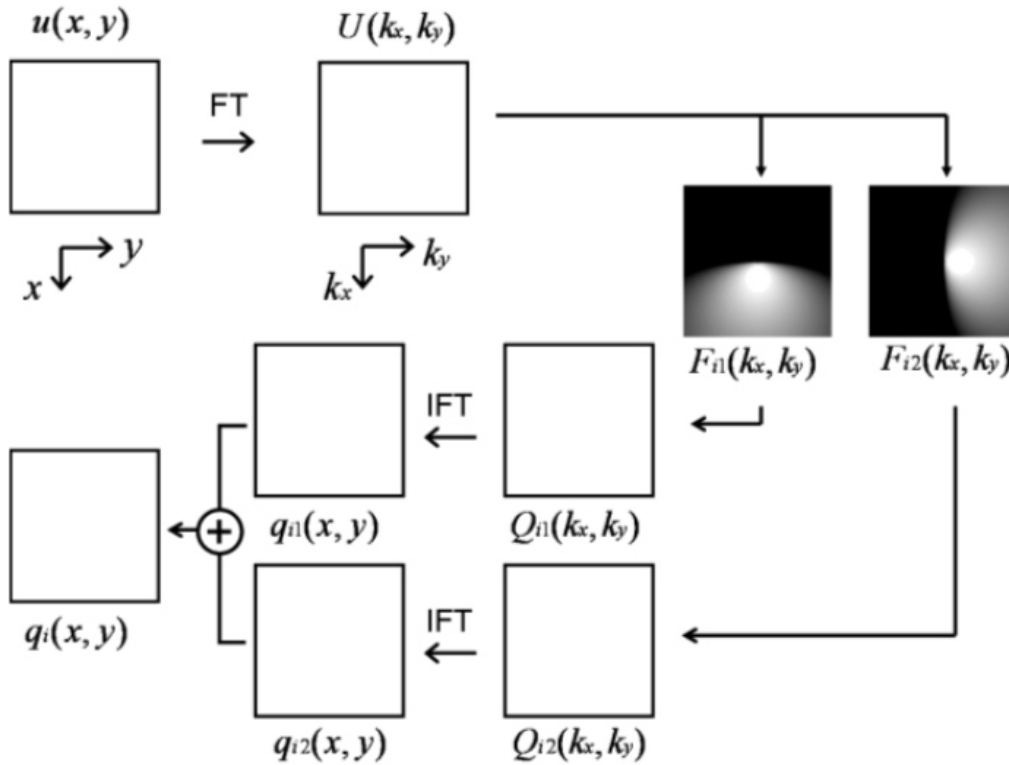 u(x, y)
U(kx, ky)
FT
y
x
ky
kx
Fi1(kx, ky)
Fi2(kx, ky)
IFT
qi1(x, y)
Qi1(kx, ky)
+
qi(x, y)
IFT
qi2(x, y)
Qi2(kx, ky)